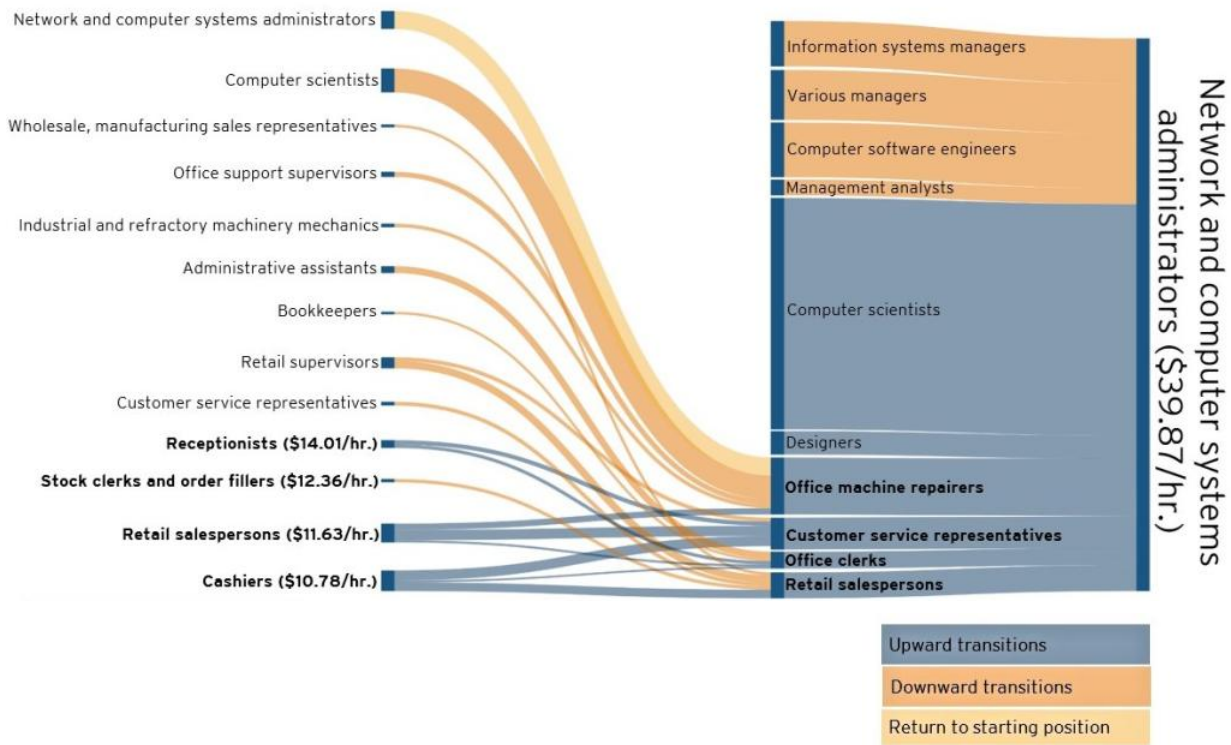 Network and computer systems administrators
Computer scientists
Wholesale, manufacturing sales representatives
Office support supervisors
Industrial and refractory machinery mechanics
Administrative assistants
Bookkeepers
Retail supervisors
Customer service representatives
Receptionists ($14.01/hr.)
Stock clerks and order fillers ($12.36/hr.)
Retail salespersons ($11.63/hr.)
Cashiers ($10.78/hr.)
Information systems managers
Various managers
Computer software engineers
Management analysts
Computer scientists
Designers
Office machine repairers
Customer service representatives
Office clerks
Retail salespersons
Network and computer systems
administrators ($39.87/hr.)
Upward transitions
Downward transitions
Return to starting position